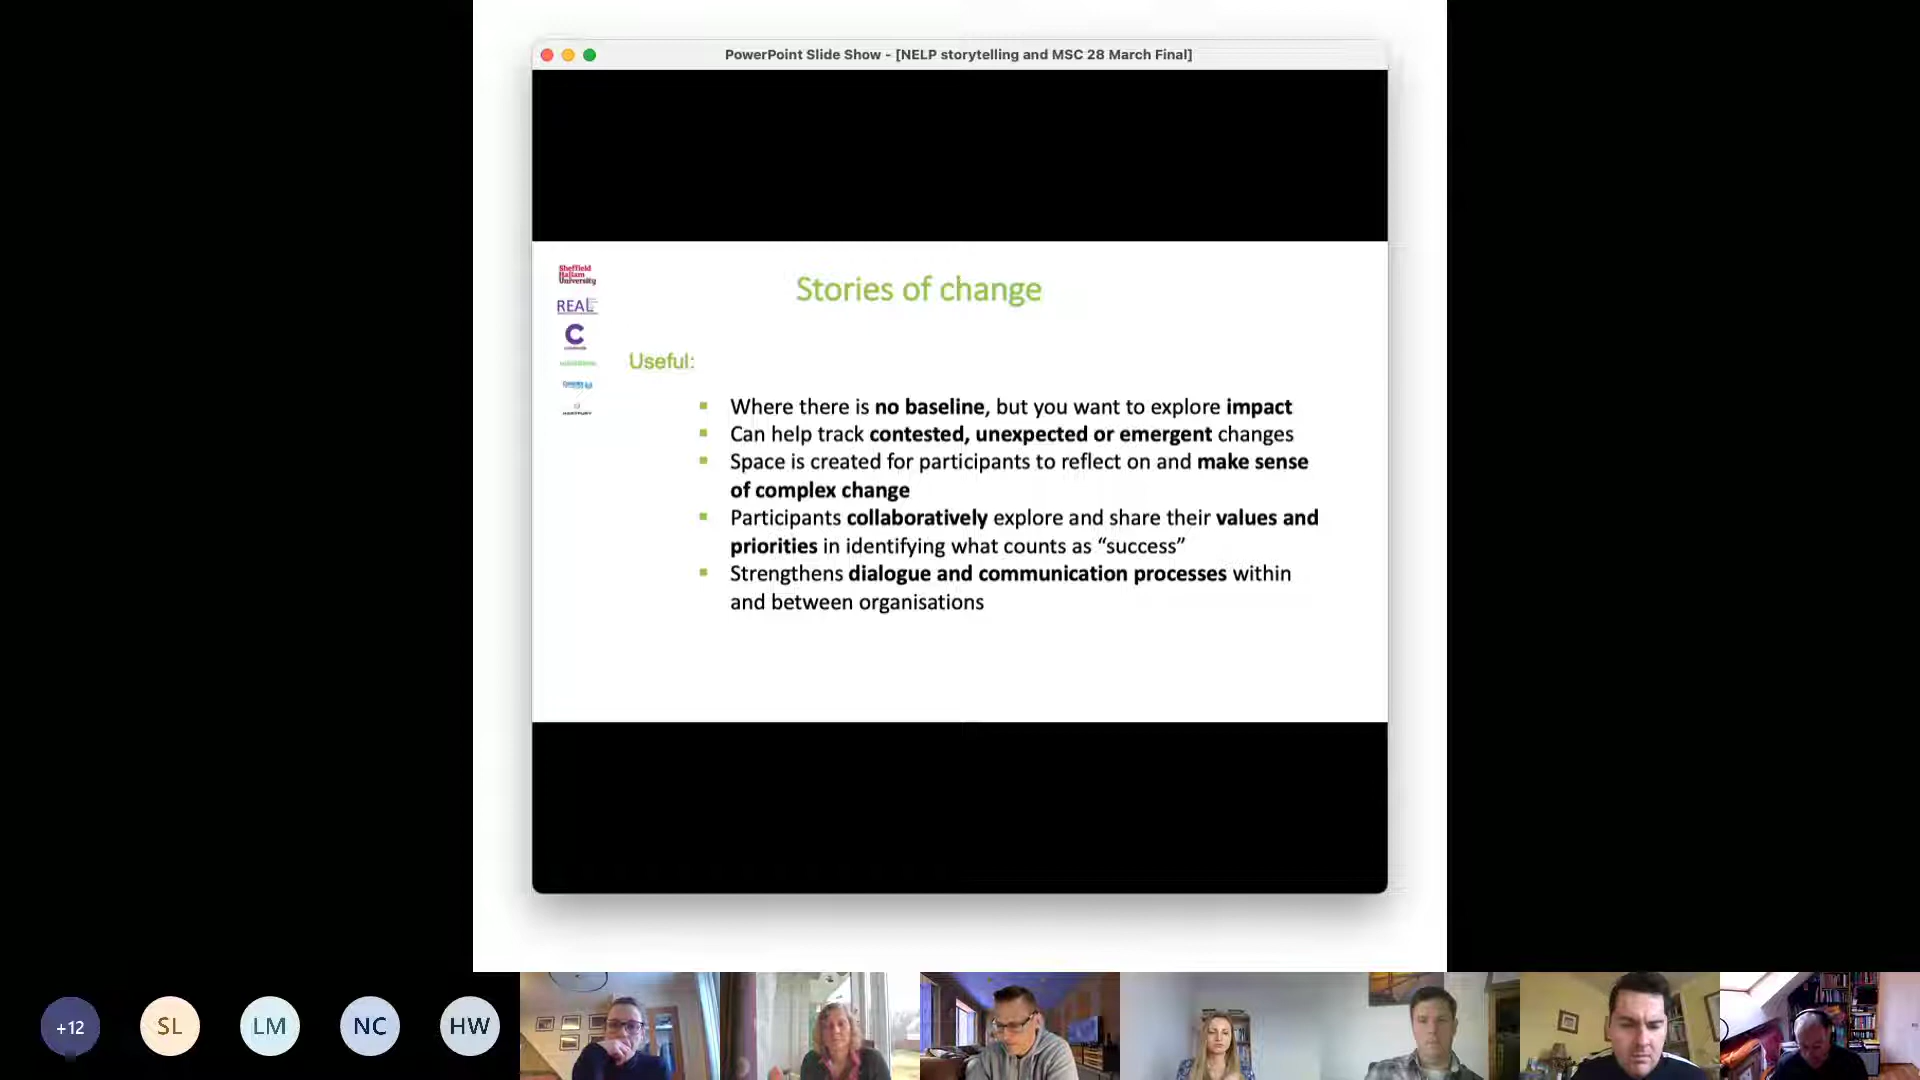 PowerPoint Slide Show - [NELP storytelling and MSC 28 March Final]
Sheffield
Hallam
University
REAL
C
Stories of change
Useful:
Where there is no baseline, but you want to explore impact
Can help track contested, unexpected or emergent changes
Space is created for participants to reflect on and make sense
of complex change
Participants collaboratively explore and share their values and
priorities in identifying what counts as “success”
Strengthens dialogue and communication processes within
and between organisations
+12
SL
LM
NC
HW